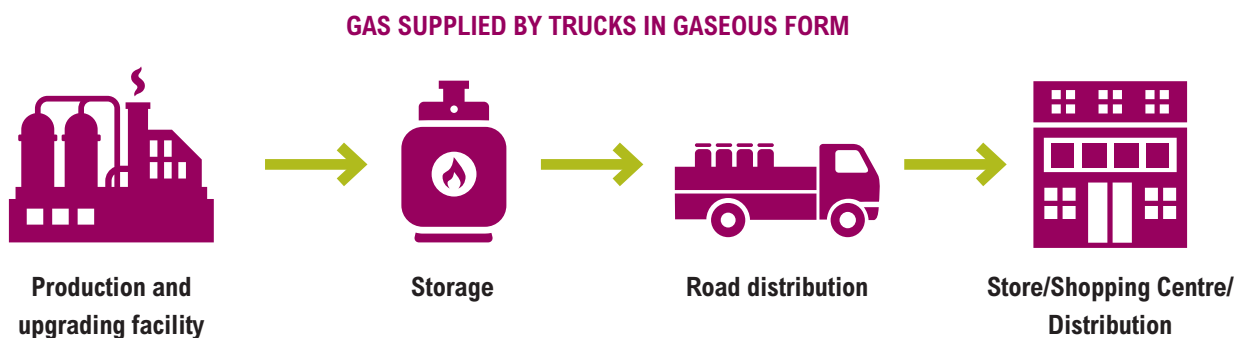 GAS SUPPLIED BY TRUCKS IN GASEOUS FORM
Production and
upgrading facility
Storage
Road distribution
Store/Shopping Centre/
Distribution